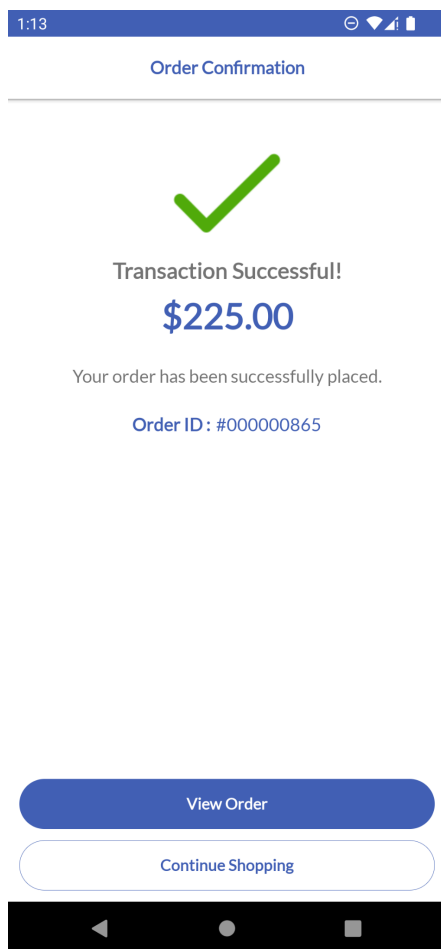 1:13
Order Confirmation
Transaction Successful!
$225.00
Your order has been successfully placed.
Order ID : #000000865
View Order
Continue Shopping